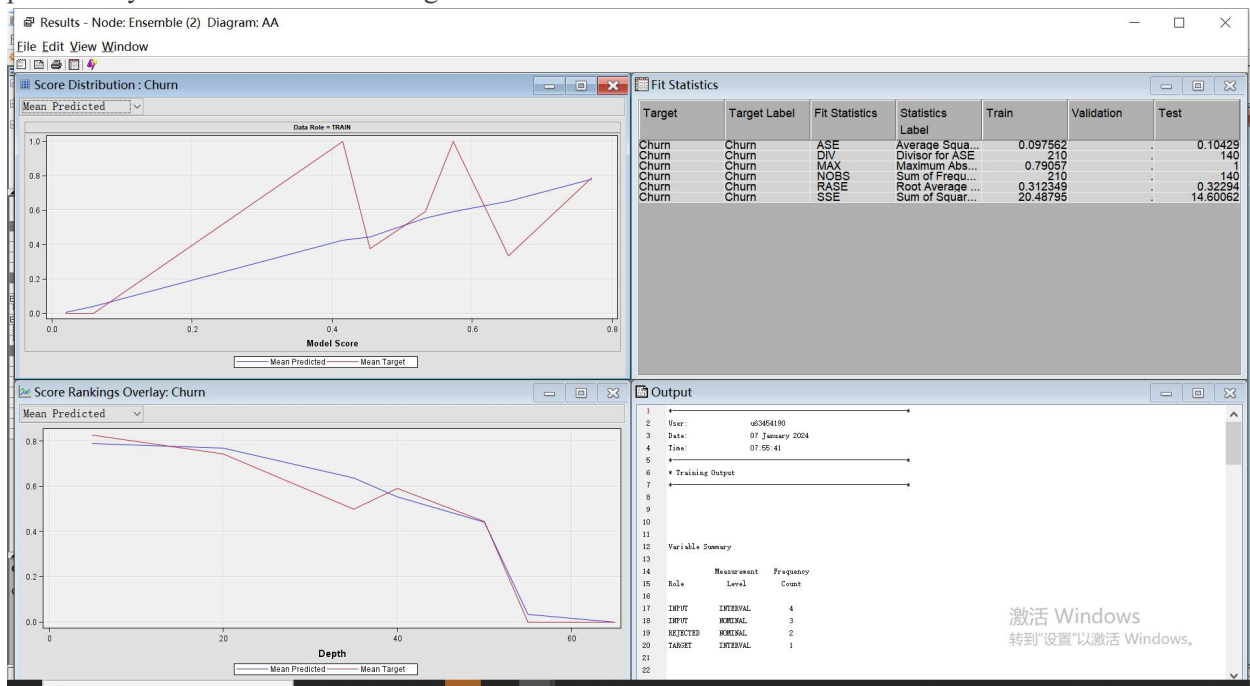 Results - Node: Ensemble (2) Diagram: AA
File Edit View Window
Score Distribution : Churn
Mean Predicted
Data Role = TRAIN
1.0
0.8
0.6
0.4
0.2
0.0
0.0 0.2 0.4 0.6 0.8
Model Score
Mean Predicted Mean Target
Fit Statistics
Target Target Label Fit Statistics Statistics Label Train Validation Test
Churn Churn ASE Average Squa... 0.097562 . 0.10429
Churn Churn DIV Divisor for ASE 210 . 140
Churn Churn MAX Maximum Abs... 0.79057 . 1
Churn Churn NOBS Sum of Frequ... 210 . 140
Churn Churn RASE Root Average ... 0.312349 . 0.32294
Churn Churn SSE Sum of Squar... 20.48795 . 14.60062
Score Rankings Overlay: Churn
Mean Predicted
0.8
0.6
0.4
0.2
0.0
0 20 40 60
Depth
Mean Predicted Mean Target
Output
1 *----------*
2 User: u63454190
3 Date: 07 January 2024
4 Time: 07:55:41
5 *----------*
6 * Training Output
7 *----------*
8
9
10
11
12 Variable Summary
13
14 Measurement Frequency
15 Role Level Count
16
17 INPUT INTERVAL 4
18 INPUT NOMINAL 3
19 REJECTED NOMINAL 2
20 TARGET INTERVAL 1
21
22
激活 Windows
转到"设置"以激活 Windows。